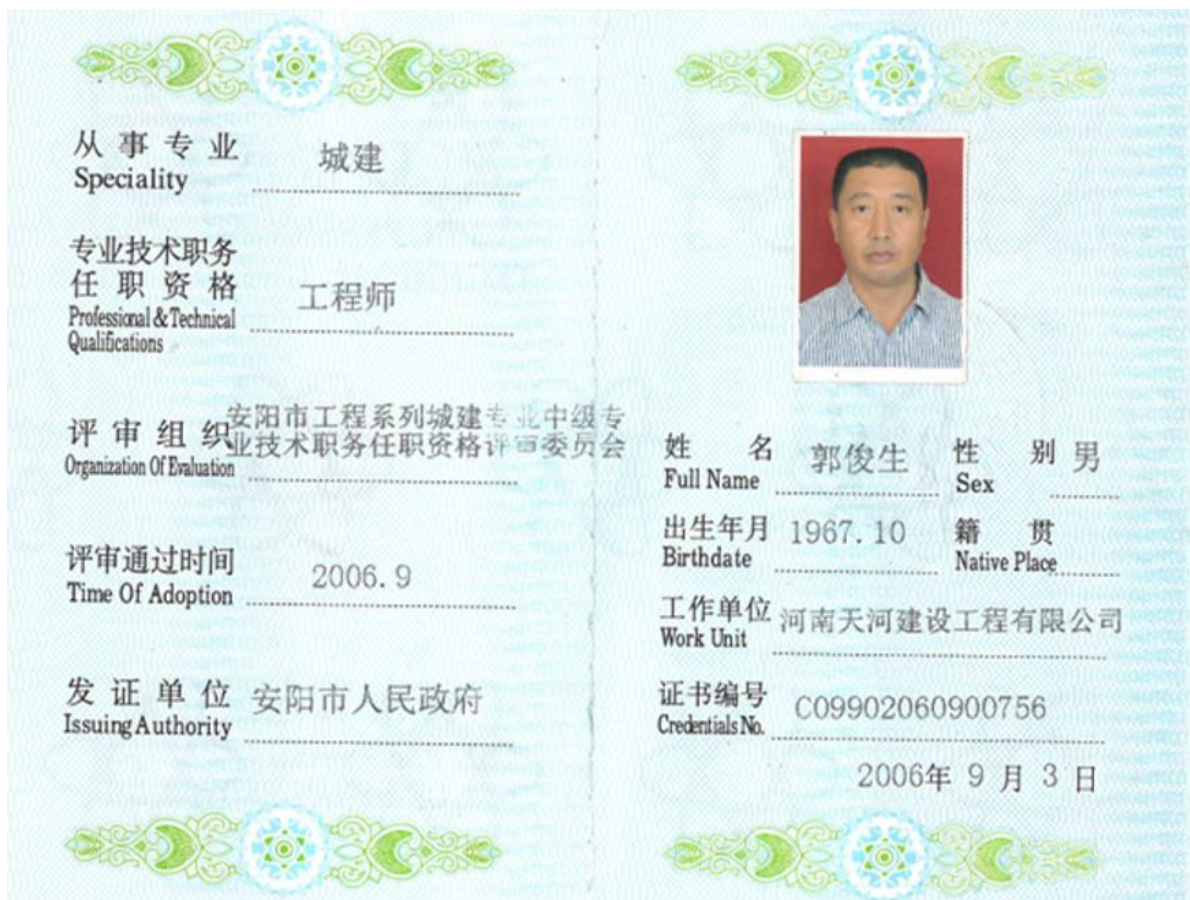 从事专业 城建
Speciality
专业技术职务
任职资格 工程师
Professional & Technical
Qualifications
安阳市工程系列城建专业中级专
评审组织 业技术职务任职资格评审委员会
Organization Of Evaluation
评审通过时间 2006.9
Time Of Adoption
发证单位 安阳市人民政府
Issuing Authority
姓名 郭俊生 性别 男
Full Name Sex
出生年月 1967.10 籍贯
Birthdate Native Place
工作单位 河南天河建设工程有限公司
Work Unit
证书编号 C09902060900756
Credentials No.
2006年 9 月 3 日